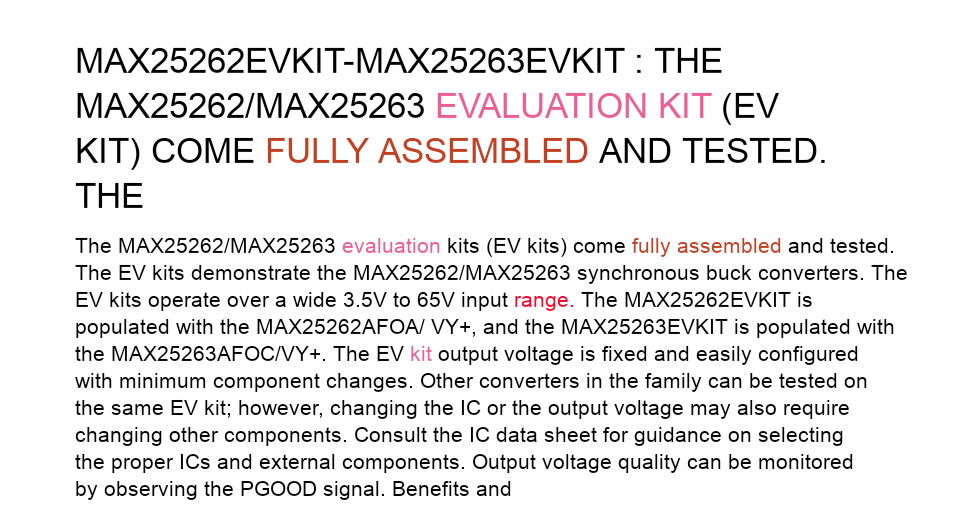 MAX25262EVKIT-MAX25263EVKIT : THE
MAX25262/MAX25263 EVALUATION KIT (EV
KIT) COME FULLY ASSEMBLED AND TESTED.
THE
The MAX25262/MAX25263 evaluation kits (EV kits) come fully assembled and tested.
The EV kits demonstrate the MAX25262/MAX25263 synchronous buck converters. The
EV kits operate over a wide 3.5V to 65V input range. The MAX25262EVKIT is
populated with the MAX25262AFOA/ VY+, and the MAX25263EVKIT is populated with
the MAX25263AFOC/VY+. The EV kit output voltage is fixed and easily configured
with minimum component changes. Other converters in the family can be tested on
the same EV kit; however, changing the IC or the output voltage may also require
changing other components. Consult the IC data sheet for guidance on selecting
the proper ICs and external components. Output voltage quality can be monitored
by observing the PGOOD signal. Benefits and